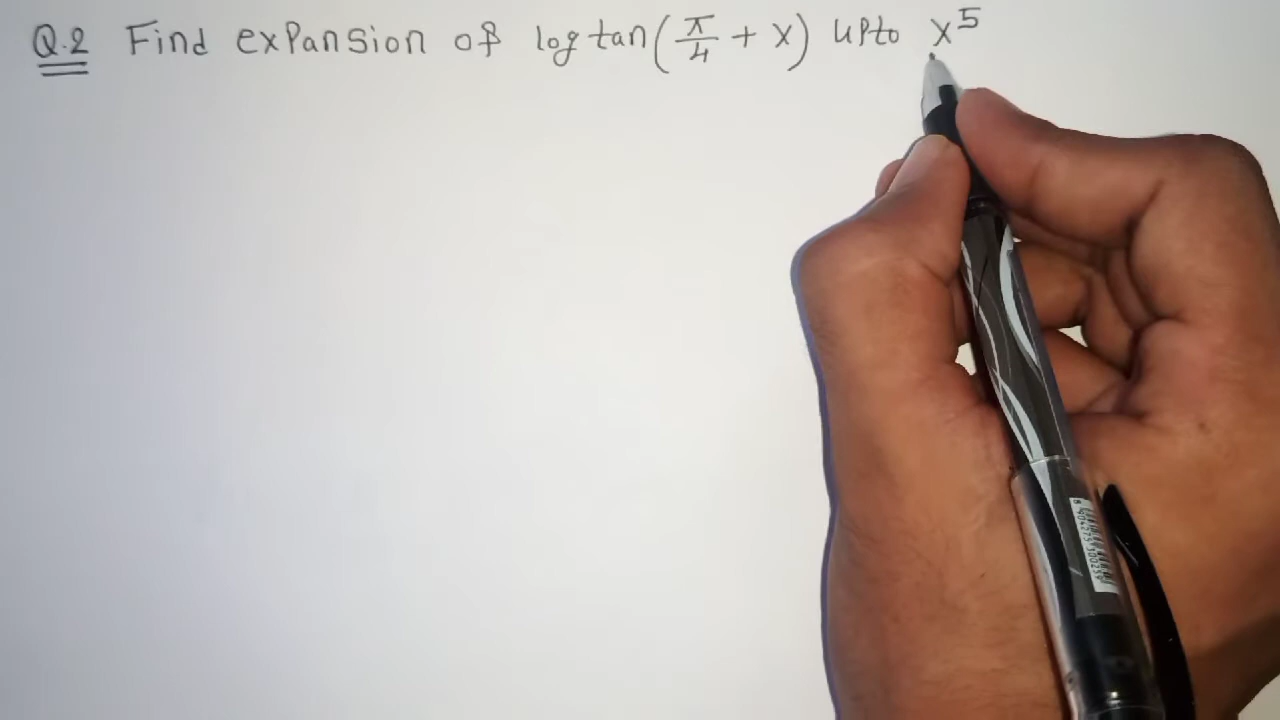 Q.2 Find expansion of log tan(π/4 + x) upto x⁵